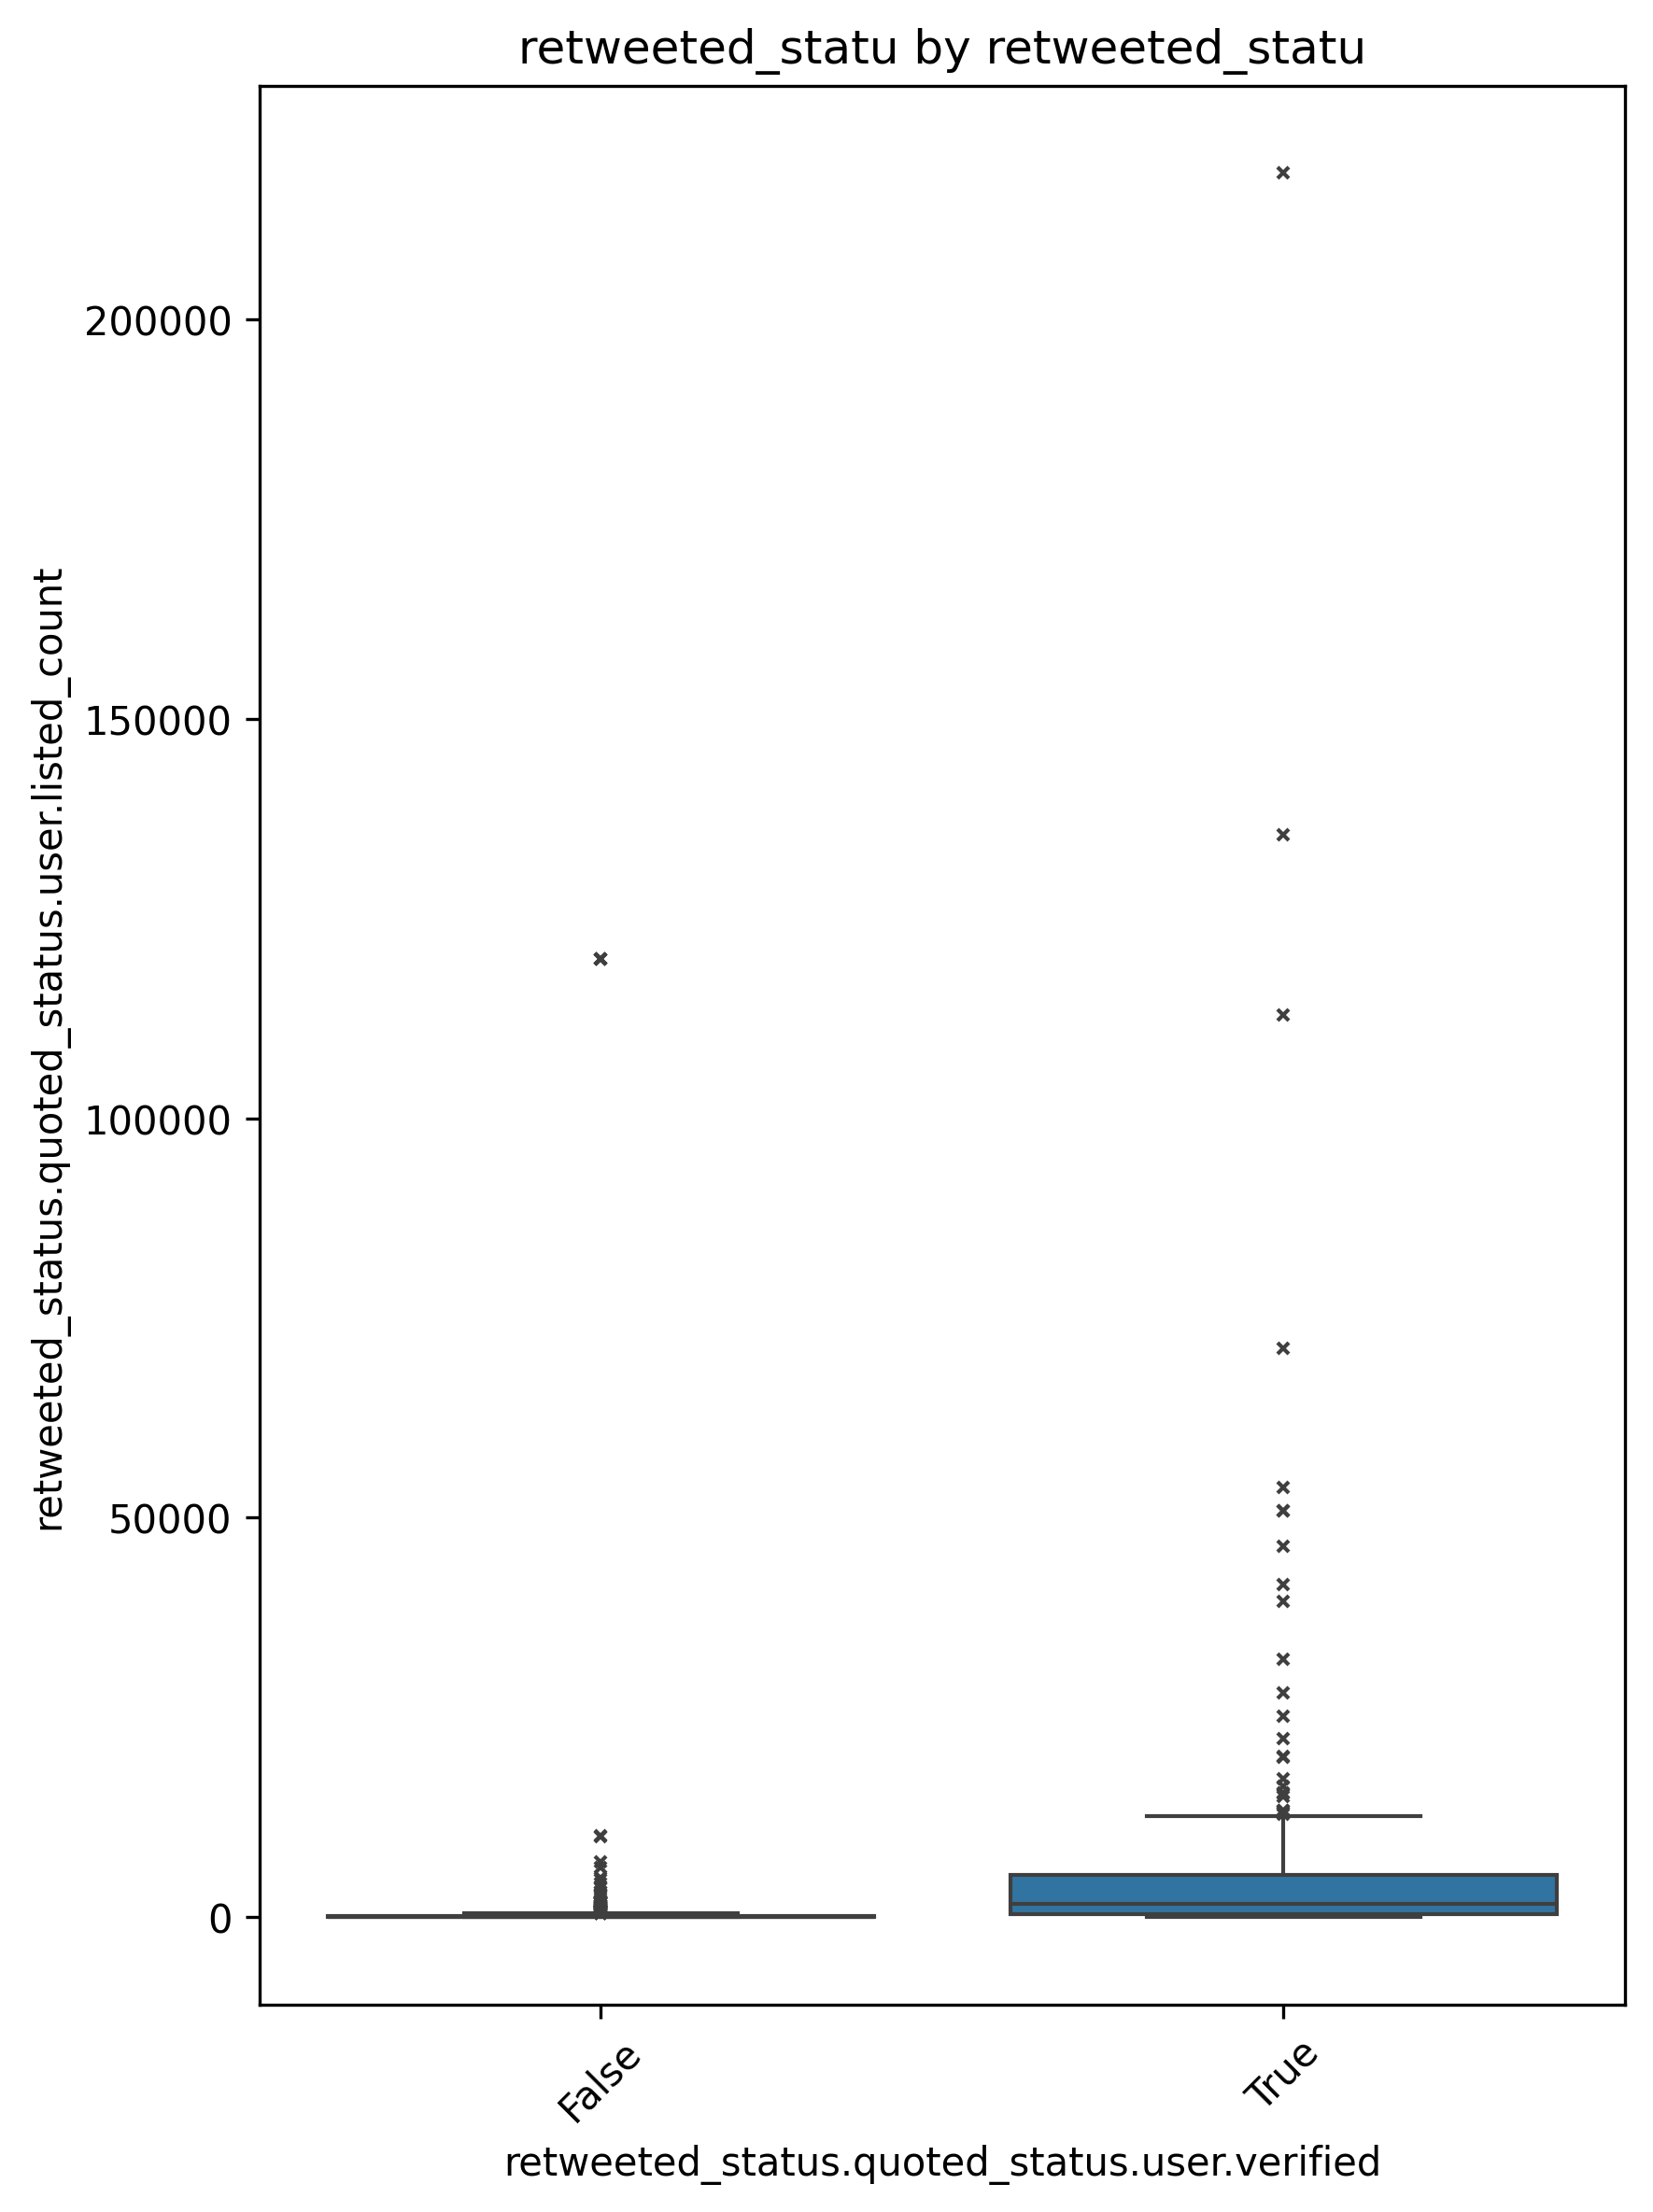 retweeted_statu by retweeted_statu
retweeted_status.quoted_status.user.listed_count
200000
150000
100000
50000
0
False
True
retweeted_status.quoted_status.user.verified